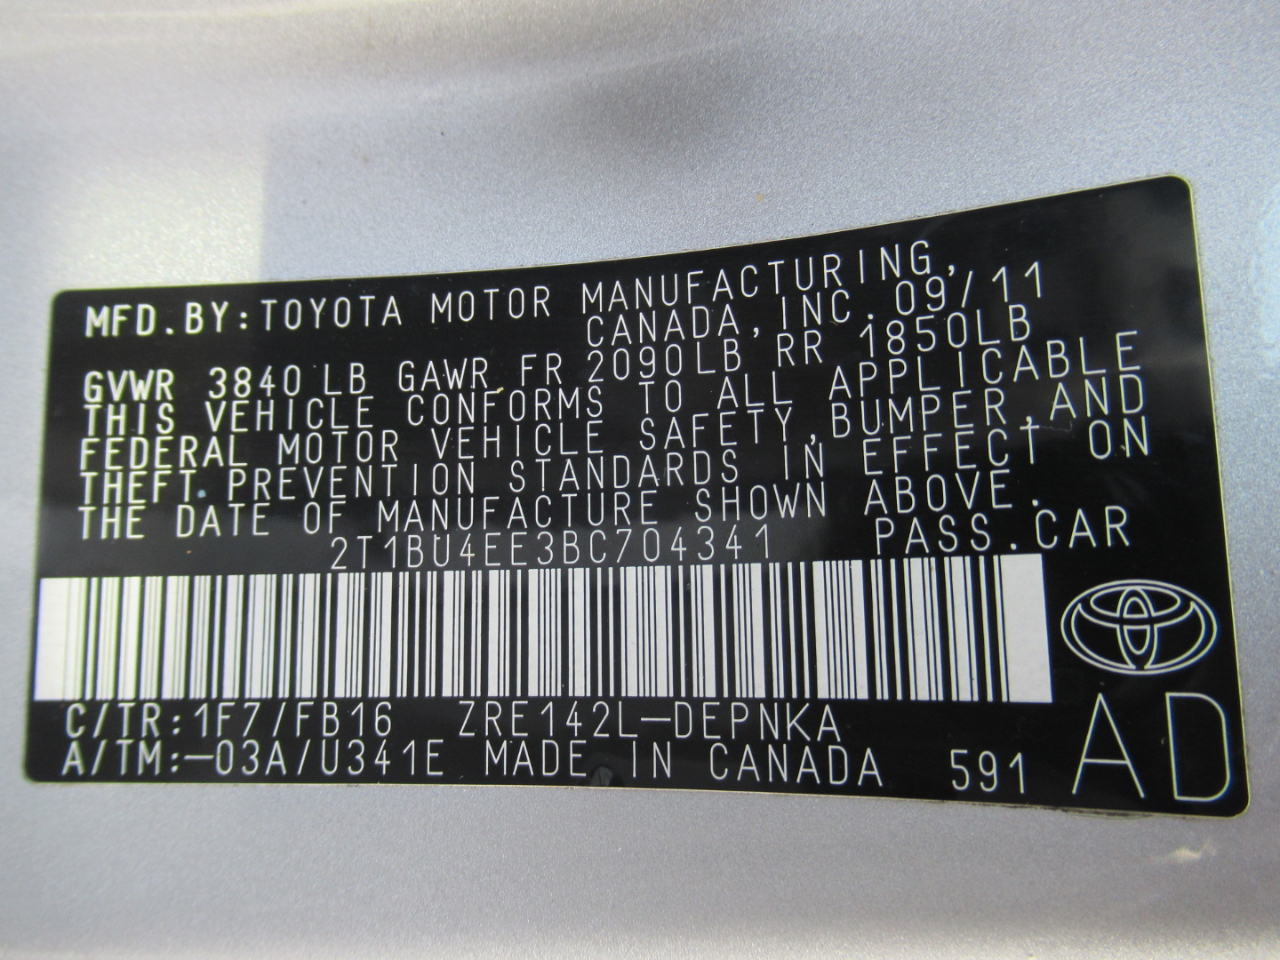 MFD.BY:TOYOTA MOTOR MANUFACTURING,
CANADA,INC.09/11
GVWR 3840LB GAWR FR 2090LB RR 1850LB
THIS VEHICLE CONFORMS TO ALL APPLICABLE
FEDERAL MOTOR VEHICLE SAFETY,BUMPER,AND
THEFT PREVENTION STANDARDS IN EFFECT ON
THE DATE OF MANUFACTURE SHOWN ABOVE.
2T1BU4EE3BC704341 PASS.CAR
C/TR:1F7/FB16 ZRE142L-DEPNKA
A/TM:-03A/U341E MADE IN CANADA 591 AD